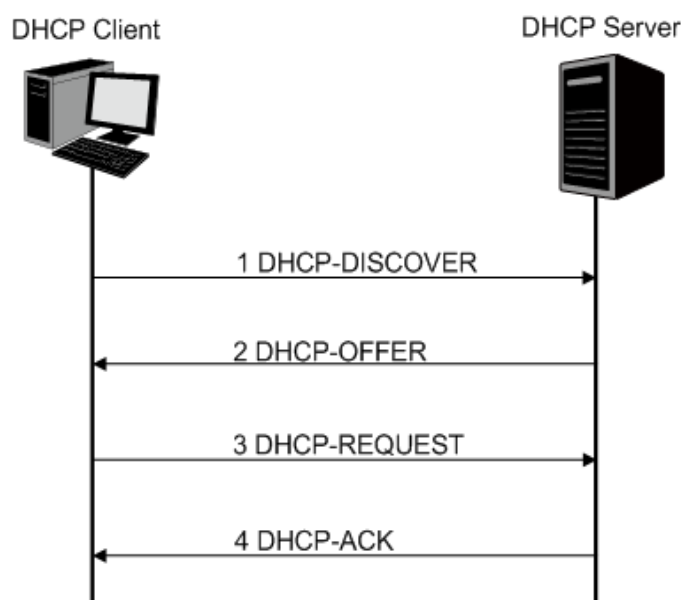 DHCP Client
DHCP Server
1 DHCP-DISCOVER
2 DHCP-OFFER
3 DHCP-REQUEST
4 DHCP-ACK